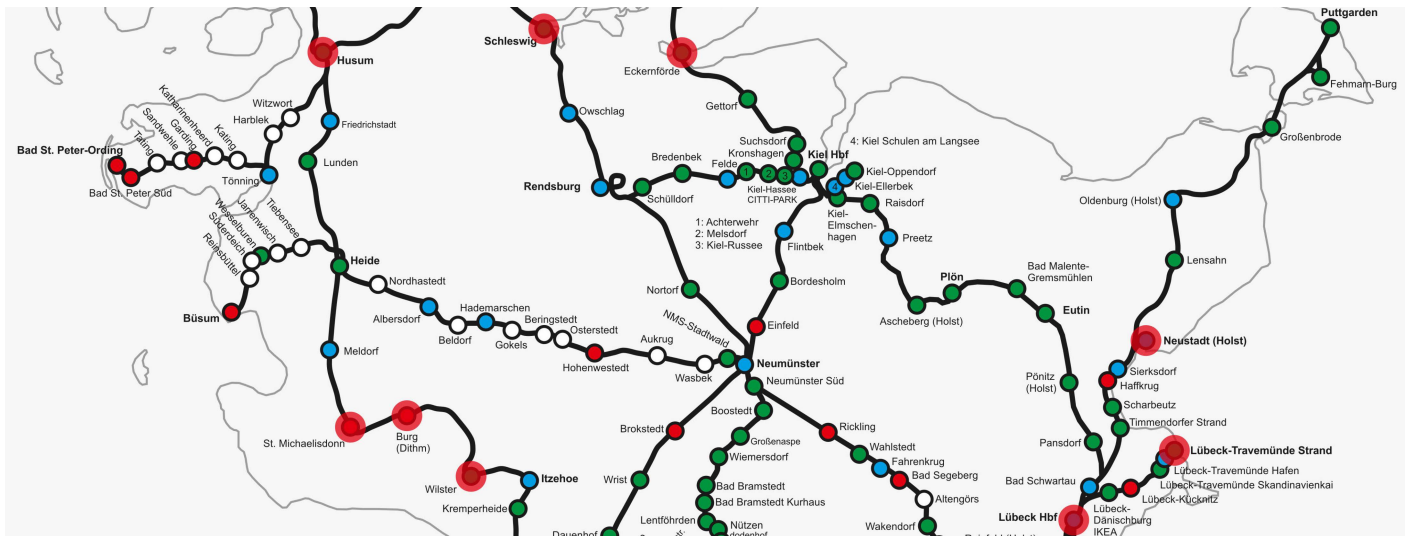 Puttgarden
Schleswig
Husum
Eckernförde
Fehmarn-Burg
Witzwort
Gettorf
Katharinenheerd
Harblek
Owschlag
Friedrichstadt
Großenbrode
Sandwehle
Garding
Kating
Tating
Suchsdorf
4: Kiel Schulen am Langsee
Kronshagen
Bad St. Peter-Ording
Lunden
Bredenbek
Felde
Kiel Hbf
Kiel-Oppendorf
1
2
3
4
Tönning
Rendsburg
Kiel-Ellerbek
Bad St. Peter Süd
Schülldorf
Kiel-Hassee
CITTI-PARK
Raisdorf
Oldenburg (Holst)
Kiel-
Elmschen-
hagen
Tiebensee
Jarrenwisch
Wesselburen
Süderdeich
Reinsbüttel
1: Achterwehr
2: Melsdorf
3: Kiel-Russee
Preetz
Flintbek
Heide
Lensahn
Nordhastedt
Bordesholm
Plön
Bad Malente-
Gremsmühlen
Nortorf
Büsum
Albersdorf
Hademarschen
Beringstedt
Ascheberg (Holst)
Eutin
Beldorf
Gokels
Osterstedt
NMS-Stadtwald
Einfeld
Aukrug
Neustadt (Holst)
Meldorf
Hohenwestedt
Wasbek
Neumünster
Sierksdorf
Neumünster Süd
Pönitz
(Holst)
Haffkrug
Scharbeutz
Boostedt
Timmendorfer Strand
St. Michaelisdonn
Burg
(Dithm)
Brokstedt
Rickling
Großenaspe
Wahlstedt
Pansdorf
Lübeck-Travemünde Strand
Wiemersdorf
Fahrenkrug
Lübeck-Travemünde Hafen
Wilster
Itzehoe
Wrist
Bad Segeberg
Bad Schwartau
Lübeck-Travemünde Skandinavienkai
Bad Bramstedt
Altengörs
Lübeck-Kücknitz
Bad Bramstedt Kurhaus
Kremperheide
Lübeck Hbf
Lübeck-
Dänischburg
IKEA
Lentföhrden
Nützen
Wakendorf
Dauenhof